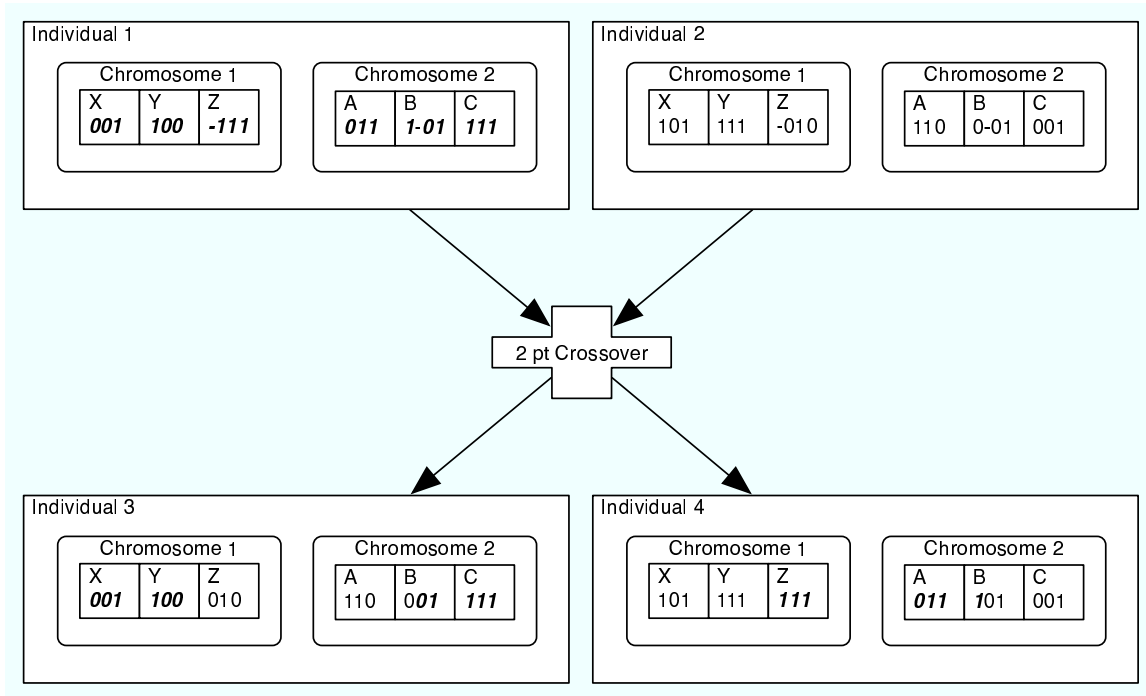 Individual 1
Chromosome 1
X Y Z
001 100 -111
Chromosome 2
A B C
011 1-01 111
Individual 2
Chromosome 1
X Y Z
101 111 -010
Chromosome 2
A B C
110 0-01 001
2 pt Crossover
Individual 3
Chromosome 1
X Y Z
001 100 010
Chromosome 2
A B C
110 001 111
Individual 4
Chromosome 1
X Y Z
101 111 111
Chromosome 2
A B C
011 101 001